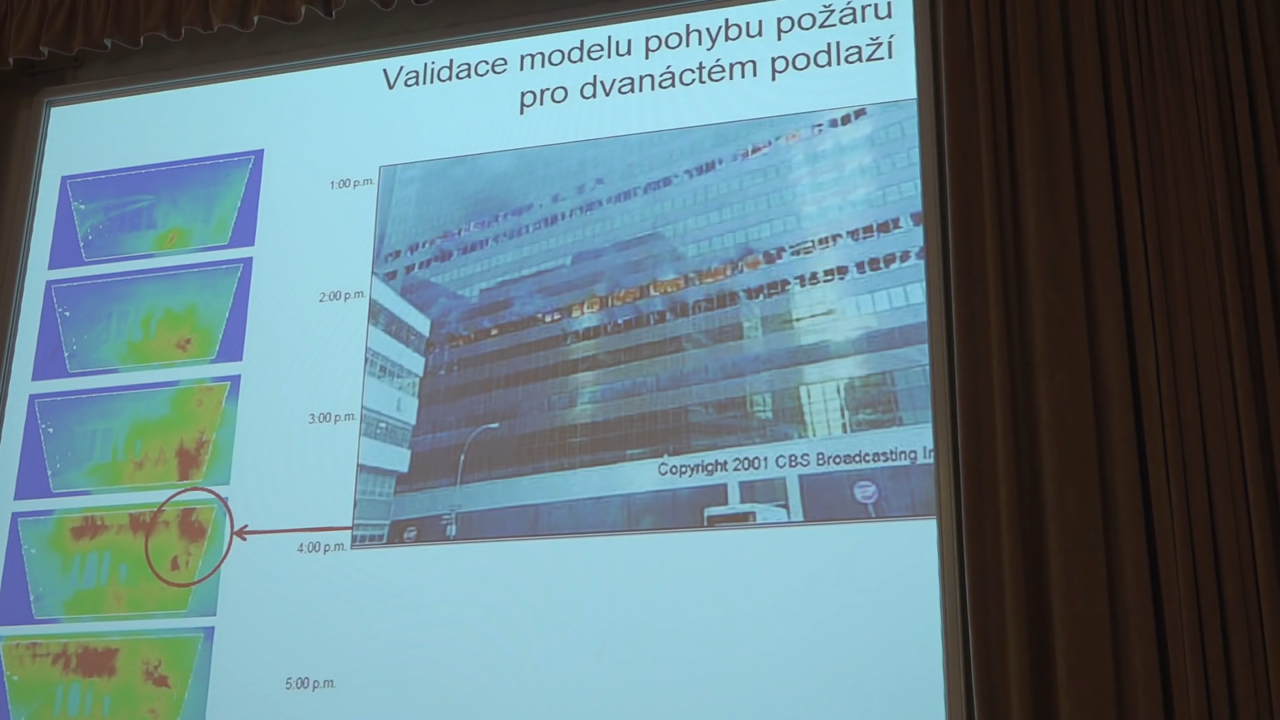 Validace modelu pohybu požáru
pro dvanáctém podlaží
1:00 p.m.
2:00 p.m.
3:00 p.m.
4:00 p.m.
5:00 p.m.
Copyright 2001 CBS Broadcasting In